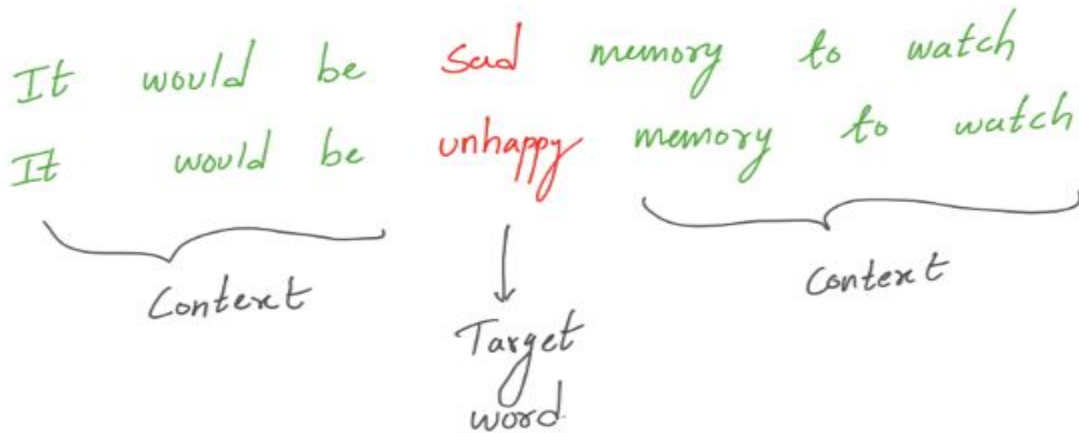 It would be sad memory to watch
It would be unhappy memory to watch
Context
Context
Target
word